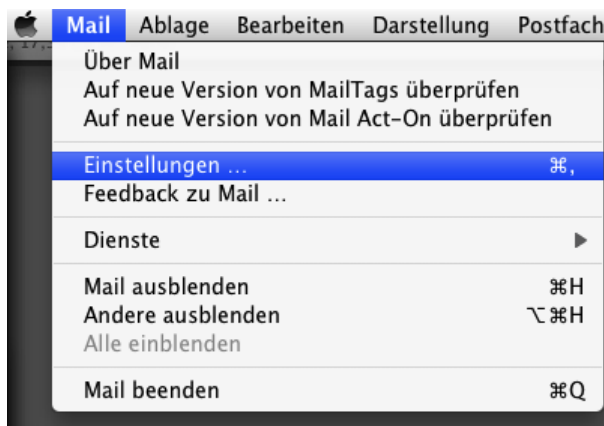 Mail Ablage Bearbeiten Darstellung Postfach
Über Mail
Auf neue Version von MailTags überprüfen
Auf neue Version von Mail Act-On überprüfen
Einstellungen ... ⌘,
Feedback zu Mail ...
Dienste ▶
Mail ausblenden ⌘H
Andere ausblenden ⌥⌘H
Alle einblenden
Mail beenden ⌘Q